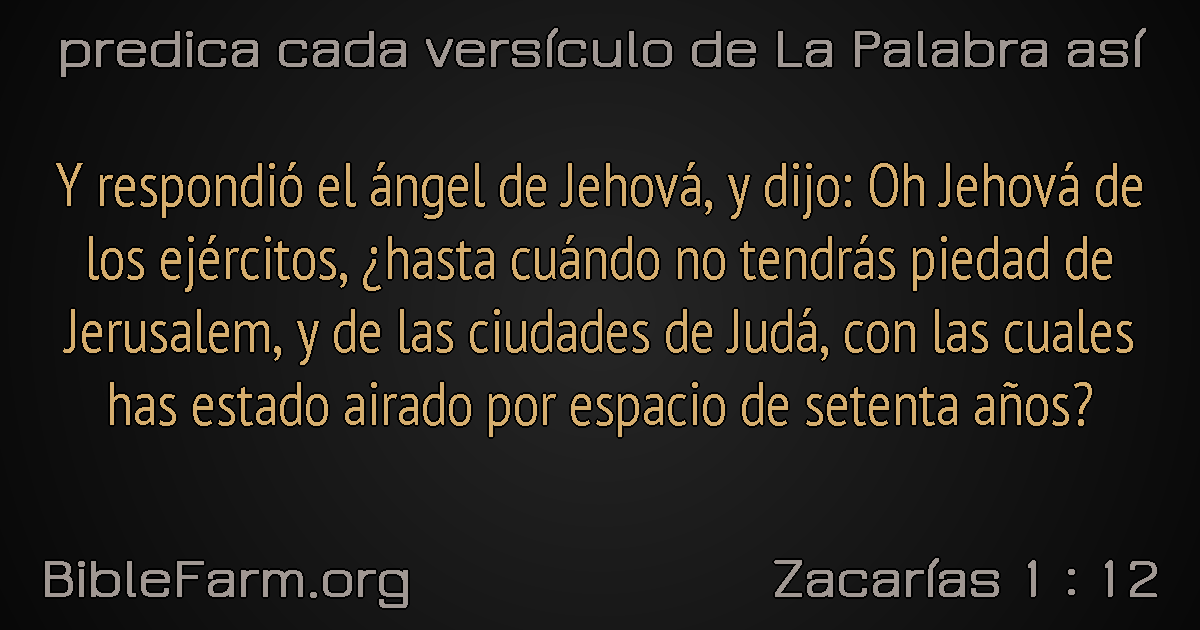 predica cada versículo de La Palabra así
Y respondió el ángel de Jehová, y dijo: Oh Jehová de
los ejércitos, ¿hasta cuándo no tendrás piedad de
Jerusalem, y de las ciudades de Judá, con las cuales
has estado airado por espacio de setenta años?
BibleFarm.org
Zacarías 1 : 12